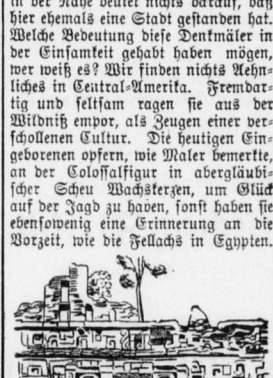 in der Nähe deutet nichts darauf, daß
hier ehemals eine Stadt gestanden hat.
Welche Bedeutung diese Denkmäler in
der Einsamkeit gehabt haben mögen,
wer weiß es? Wir finden nichts Aehn-
liches in Central-Amerika. Fremdar-
tig und seltsam ragen sie aus der
Wildniß empor, als Zeugen einer ver-
schollenen Cultur. Die heutigen Ein-
geborenen opfern, wie Maler bemerkte,
an der Colossalfigur in abergläubi-
scher Scheu Wachskerzen, um Glück
auf der Jagd zu haben, sonst haben sie
ebensowenig eine Erinnerung an die
Vorzeit, wie die Fellachs in Egypten.